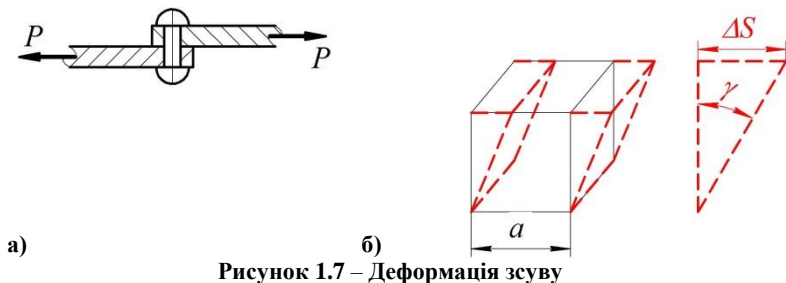 P
P
ΔS
γ
a
а)
б)
Рисунок 1.7 – Деформація зсуву